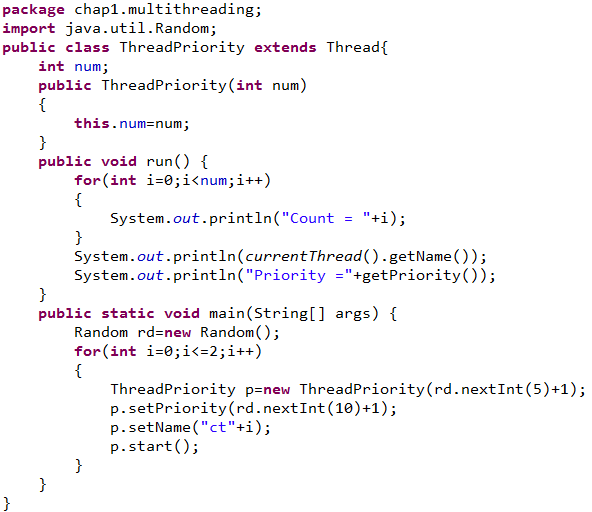 package chap1.multithreading;
import java.util.Random;
public class ThreadPriority extends Thread{
    int num;
    public ThreadPriority(int num)
    {
        this.num=num;
    }
    public void run() {
        for(int i=0;i<num;i++)
        {
            System.out.println("Count = "+i);
        }
        System.out.println(currentThread().getName());
        System.out.println("Priority ="+getPriority());
    }
    public static void main(String[] args) {
        Random rd=new Random();
        for(int i=0;i<=2;i++)
        {
            ThreadPriority p=new ThreadPriority(rd.nextInt(5)+1);
            p.setPriority(rd.nextInt(10)+1);
            p.setName("ct"+i);
            p.start();
        }
    }
}